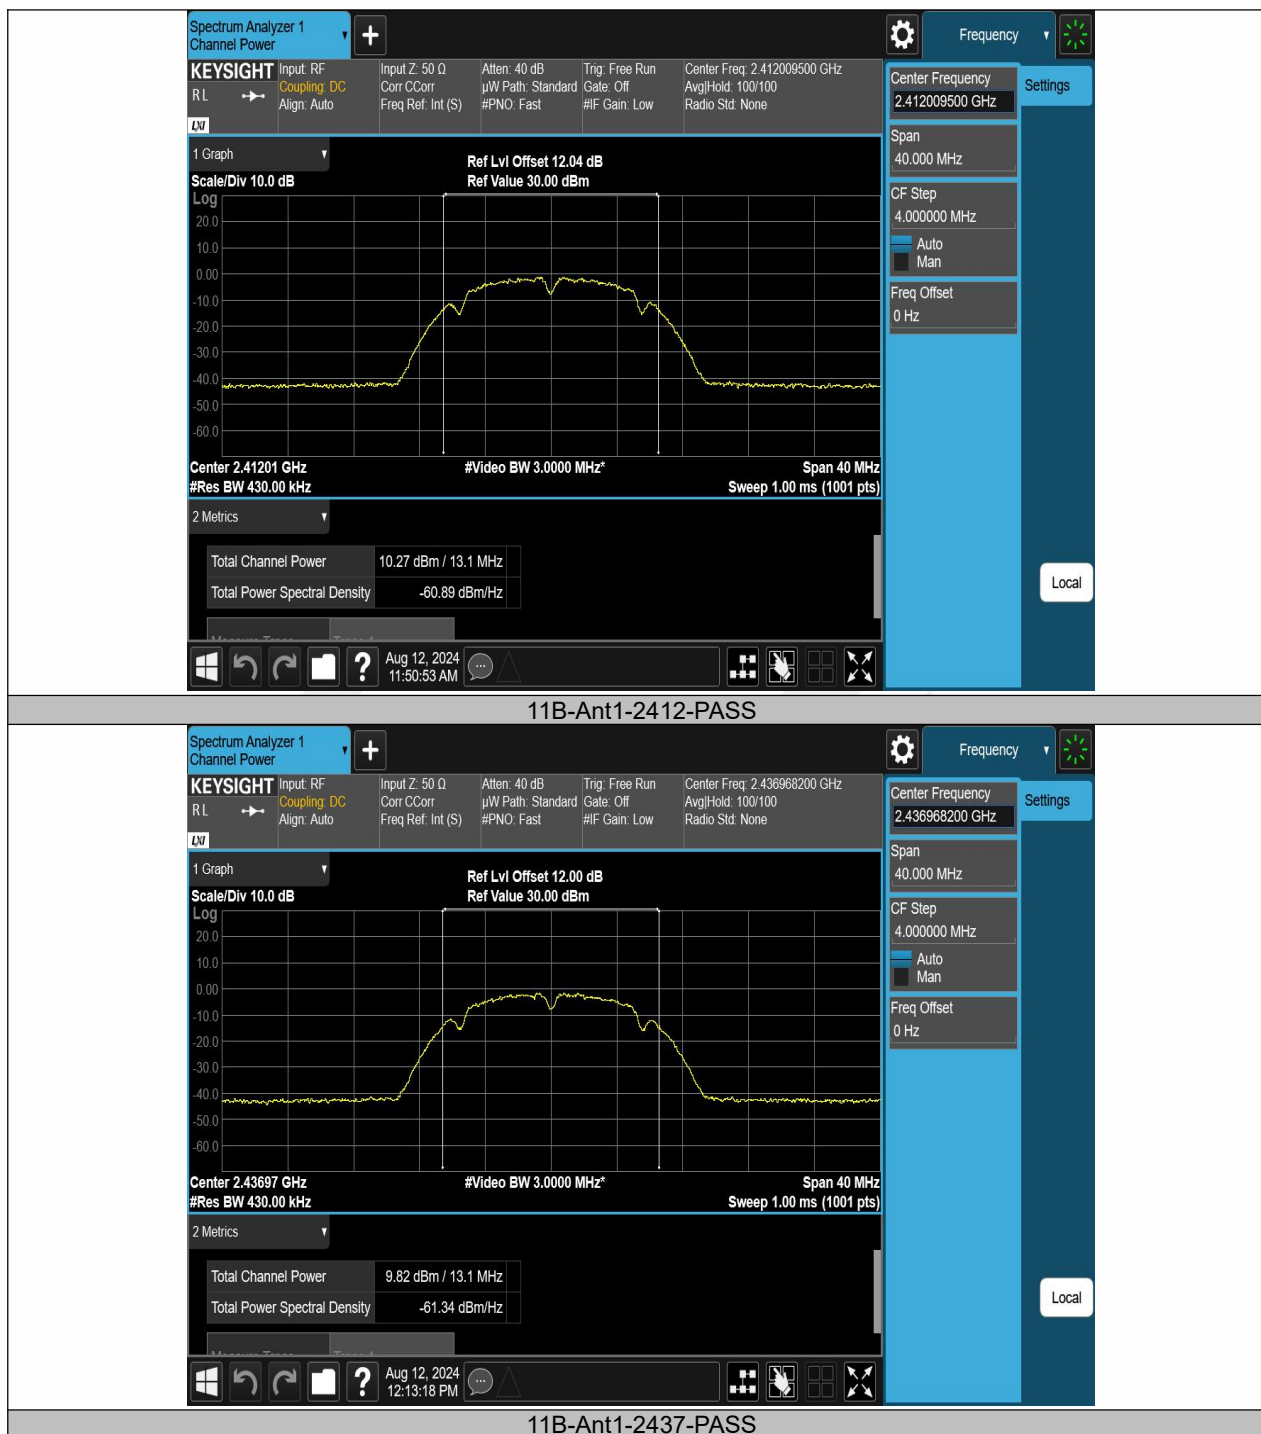 Spectrum Analyzer 1
Channel Power
Frequency
KEYSIGHT
RL
LXI
Input: RF
Coupling: DC
Align: Auto
Input Z: 50 Ω
Corr CCorr
Freq Ref: Int (S)
Atten: 40 dB
µW Path: Standard
#PNO: Fast
Trig: Free Run
Gate: Off
#IF Gain: Low
Center Freq: 2.412009500 GHz
Avg|Hold: 100/100
Radio Std: None
Center Frequency
2.412009500 GHz
Settings
Span
40.000 MHz
CF Step
4.000000 MHz
Auto
Man
Freq Offset
0 Hz
Local
1 Graph
Scale/Div 10.0 dB
Ref Lvl Offset 12.04 dB
Ref Value 30.00 dBm
Log
20.0
10.0
0.00
-10.0
-20.0
-30.0
-40.0
-50.0
-60.0
Center 2.41201 GHz
#Video BW 3.0000 MHz*
Span 40 MHz
#Res BW 430.00 kHz
Sweep 1.00 ms (1001 pts)
2 Metrics
Total Channel Power 10.27 dBm / 13.1 MHz
Total Power Spectral Density -60.89 dBm/Hz
?
Aug 12, 2024
11:50:53 AM
11B-Ant1-2412-PASS
Spectrum Analyzer 1
Channel Power
Frequency
KEYSIGHT
RL
LXI
Input: RF
Coupling: DC
Align: Auto
Input Z: 50 Ω
Corr CCorr
Freq Ref: Int (S)
Atten: 40 dB
µW Path: Standard
#PNO: Fast
Trig: Free Run
Gate: Off
#IF Gain: Low
Center Freq: 2.436968200 GHz
Avg|Hold: 100/100
Radio Std: None
Center Frequency
2.436968200 GHz
Settings
Span
40.000 MHz
CF Step
4.000000 MHz
Auto
Man
Freq Offset
0 Hz
Local
1 Graph
Scale/Div 10.0 dB
Ref Lvl Offset 12.00 dB
Ref Value 30.00 dBm
Log
20.0
10.0
0.00
-10.0
-20.0
-30.0
-40.0
-50.0
-60.0
Center 2.43697 GHz
#Video BW 3.0000 MHz*
Span 40 MHz
#Res BW 430.00 kHz
Sweep 1.00 ms (1001 pts)
2 Metrics
Total Channel Power 9.82 dBm / 13.1 MHz
Total Power Spectral Density -61.34 dBm/Hz
?
Aug 12, 2024
12:13:18 PM
11B-Ant1-2437-PASS